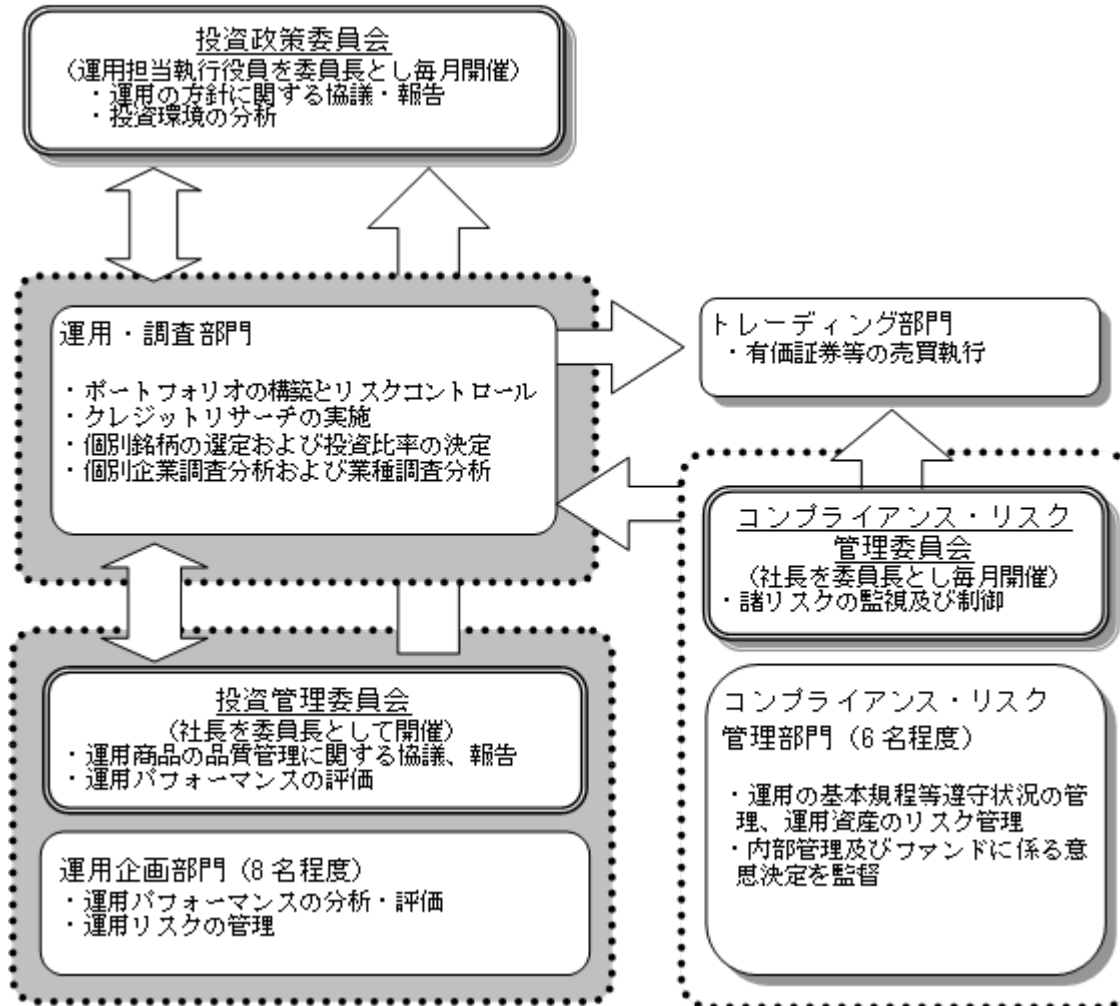 投資政策委員会
（運用担当執行役員を委員長とし毎月開催）
・運用の方針に関する協議・報告
・投資環境の分析
運用・調査部門
・ポートフォリオの構築とリスクコントロール
・クレジットリサーチの実施
・個別銘柄の選定および投資比率の決定
・個別企業調査分析および業種調査分析
トレーディング部門
・有価証券等の売買執行
コンプライアンス・リスク
管理委員会
（社長を委員長とし毎月開催）
・諸リスクの監視及び制御
投資管理委員会
（社長を委員長として開催）
・運用商品の品質管理に関する協議、報告
・運用パフォーマンスの評価
運用企画部門（8名程度）
・運用パフォーマンスの分析・評価
・運用リスクの管理
コンプライアンス・リスク
管理部門（6名程度）
・運用の基本規程等遵守状況の管
理、運用資産のリスク管理
・内部管理及びファンドに係る意
思決定を監督